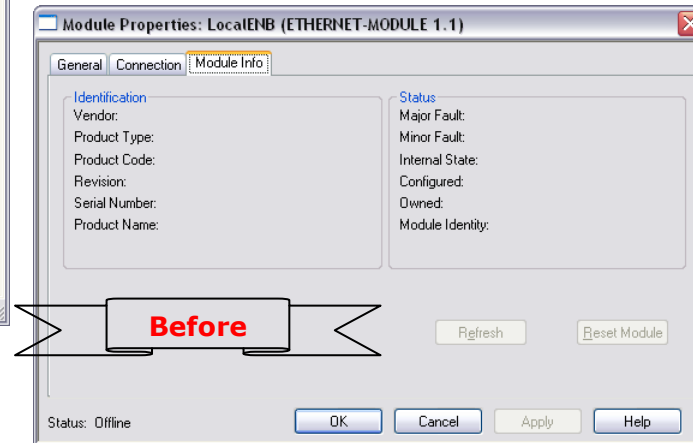 Module Properties: LocalENB (ETHERNET-MODULE 1.1)
General Connection Module Info
Identification
Vendor:
Product Type:
Product Code:
Revision:
Serial Number:
Product Name:
Status
Major Fault:
Minor Fault:
Internal State:
Configured:
Owned:
Module Identity:
Before
Refresh Reset Module
Status: Offline OK Cancel Apply Help